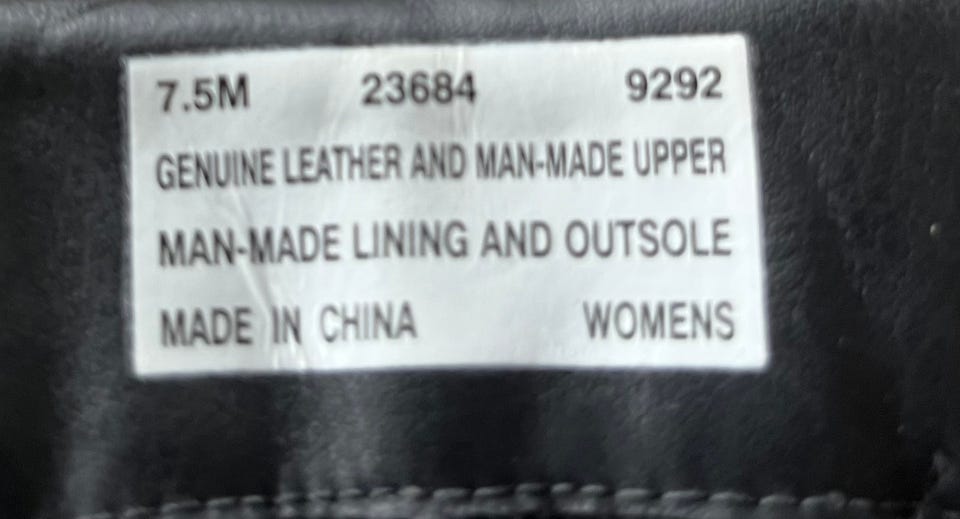 7.5M 23684 9292
GENUINE LEATHER AND MAN-MADE UPPER
MAN-MADE LINING AND OUTSOLE
MADE IN CHINA WOMENS